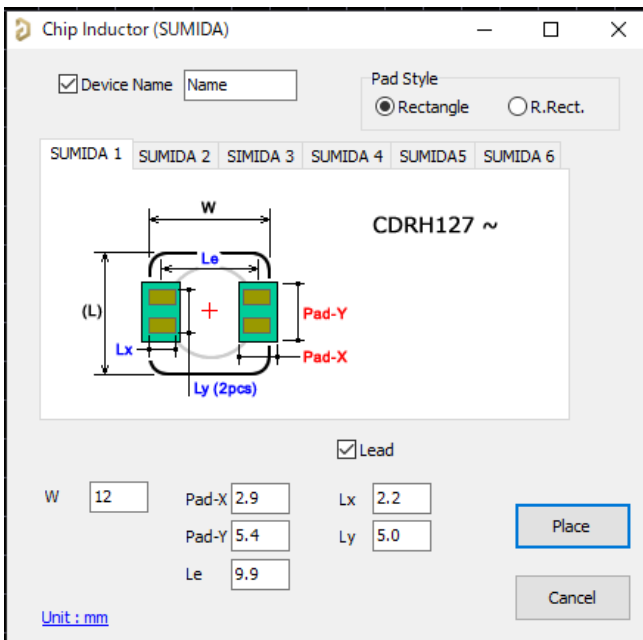 Chip Inductor (SUMIDA)
Device Name Name
Pad Style
Rectangle R.Rect.
SUMIDA 1 SUMIDA 2 SIMIDA 3 SUMIDA 4 SUMIDA5 SUMIDA 6
W
CDRH127 ~
Le
(L)
Pad-Y
Lx
Pad-X
Ly (2pcs)
Lead
W 12 Pad-X 2.9 Lx 2.2
Place
Pad-Y 5.4 Ly 5.0
Le 9.9
Cancel
Unit : mm